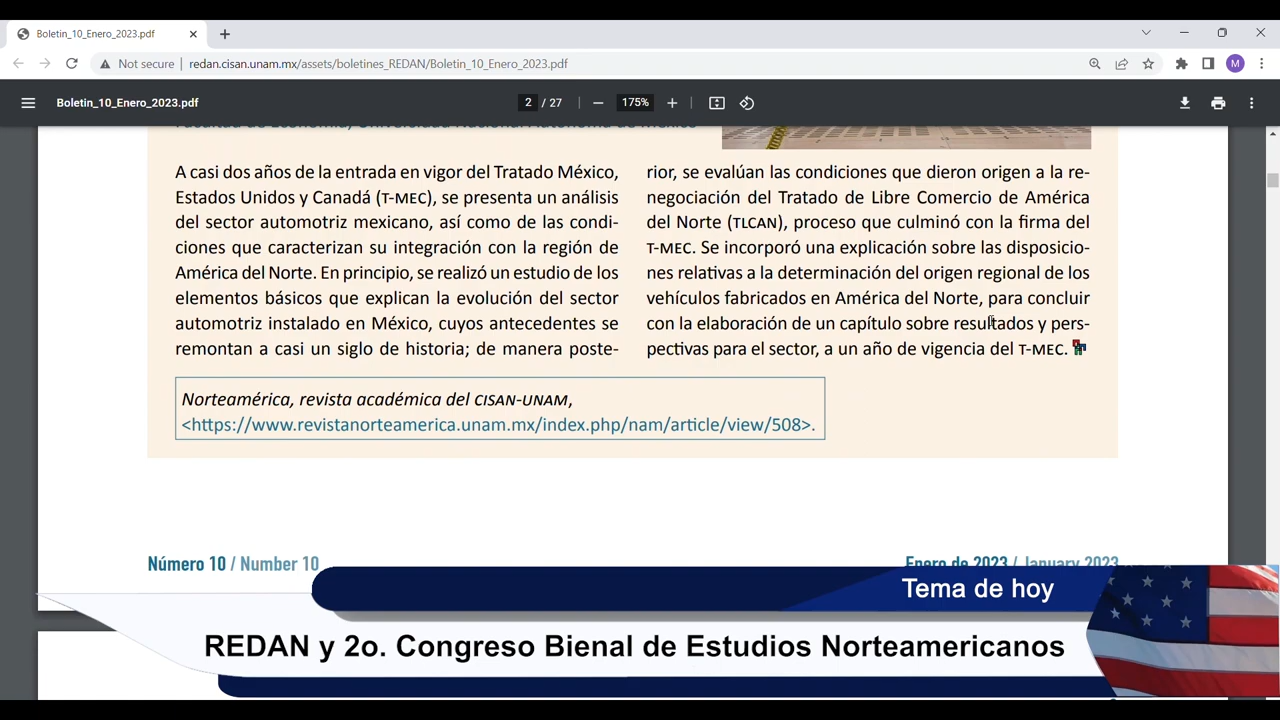 Boletin_10_Enero_2023.pdf
Not secure
redan.cisan.unam.mx/assets/boletines_REDAN/Boletin_10_Enero_2023.pdf
M
Boletin_10_Enero_2023.pdf
2 / 27
175%
A casi dos años de la entrada en vigor del Tratado México,
Estados Unidos y Canadá (T-MEC), se presenta un análisis
del sector automotriz mexicano, así como de las condi-
ciones que caracterizan su integración con la región de
América del Norte. En principio, se realizó un estudio de los
elementos básicos que explican la evolución del sector
automotriz instalado en México, cuyos antecedentes se
remontan a casi un siglo de historia; de manera poste-
rior, se evalúan las condiciones que dieron origen a la re-
negociación del Tratado de Libre Comercio de América
del Norte (TLCAN), proceso que culminó con la firma del
T-MEC. Se incorporó una explicación sobre las disposicio-
nes relativas a la determinación del origen regional de los
vehículos fabricados en América del Norte, para concluir
con la elaboración de un capítulo sobre resultados y pers-
pectivas para el sector, a un año de vigencia del T-MEC.
Norteamérica, revista académica del CISAN-UNAM,
<https://www.revistanorteamerica.unam.mx/index.php/nam/article/view/508>.
Número 10 / Number 10
Enero de 2023 / January 2023
Tema de hoy
REDAN y 2o. Congreso Bienal de Estudios Norteamericanos